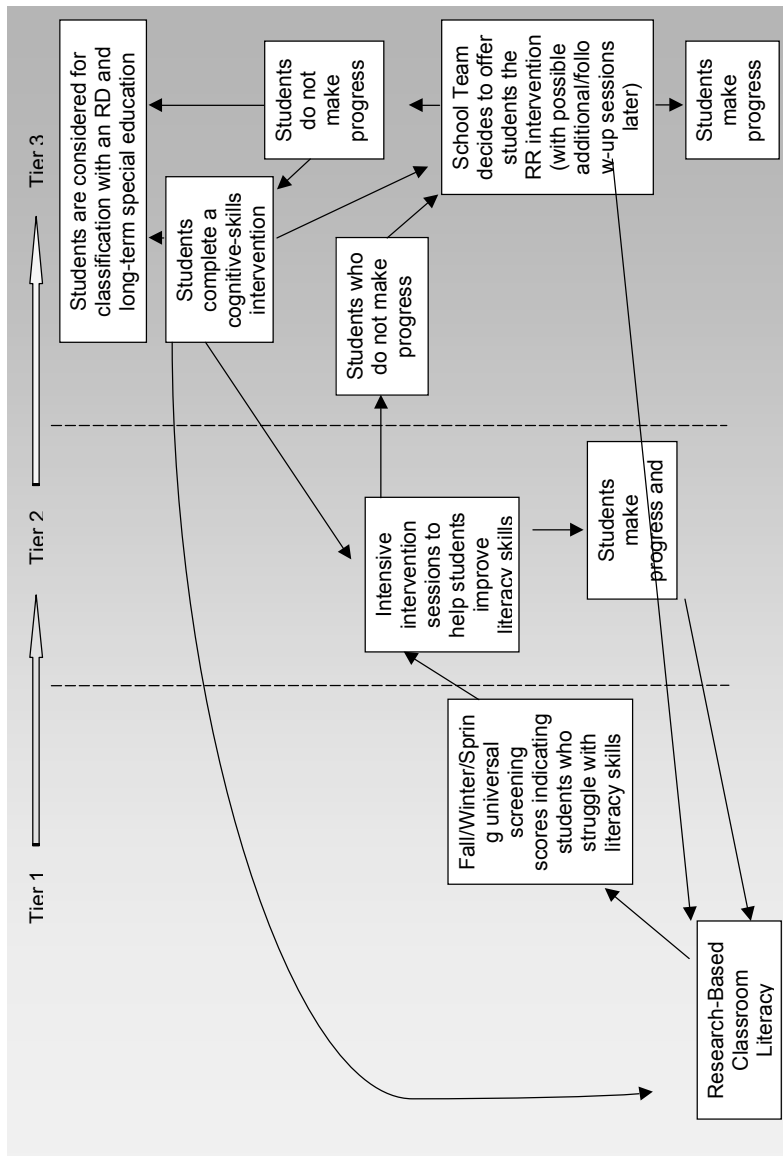 Tier 1
Tier 2
Tier 3
Research-Based
Classroom
Literacy
Fall/Winter/Sprin
g universal
screening
scores indicating
students who
struggle with
literacy skills
Intensive
intervention
sessions to
help students
improve
literacy skills
Students
make
progress and
Students who
do not make
progress
Students are considered for
classification with an RD and
long-term special education
Students
complete a
cognitive-skills
intervention
Students
do not
make
progress
School Team
decides to offer
students the
RR intervention
(with possible
additional/follo
w-up sessions
later)
Students
make
progress